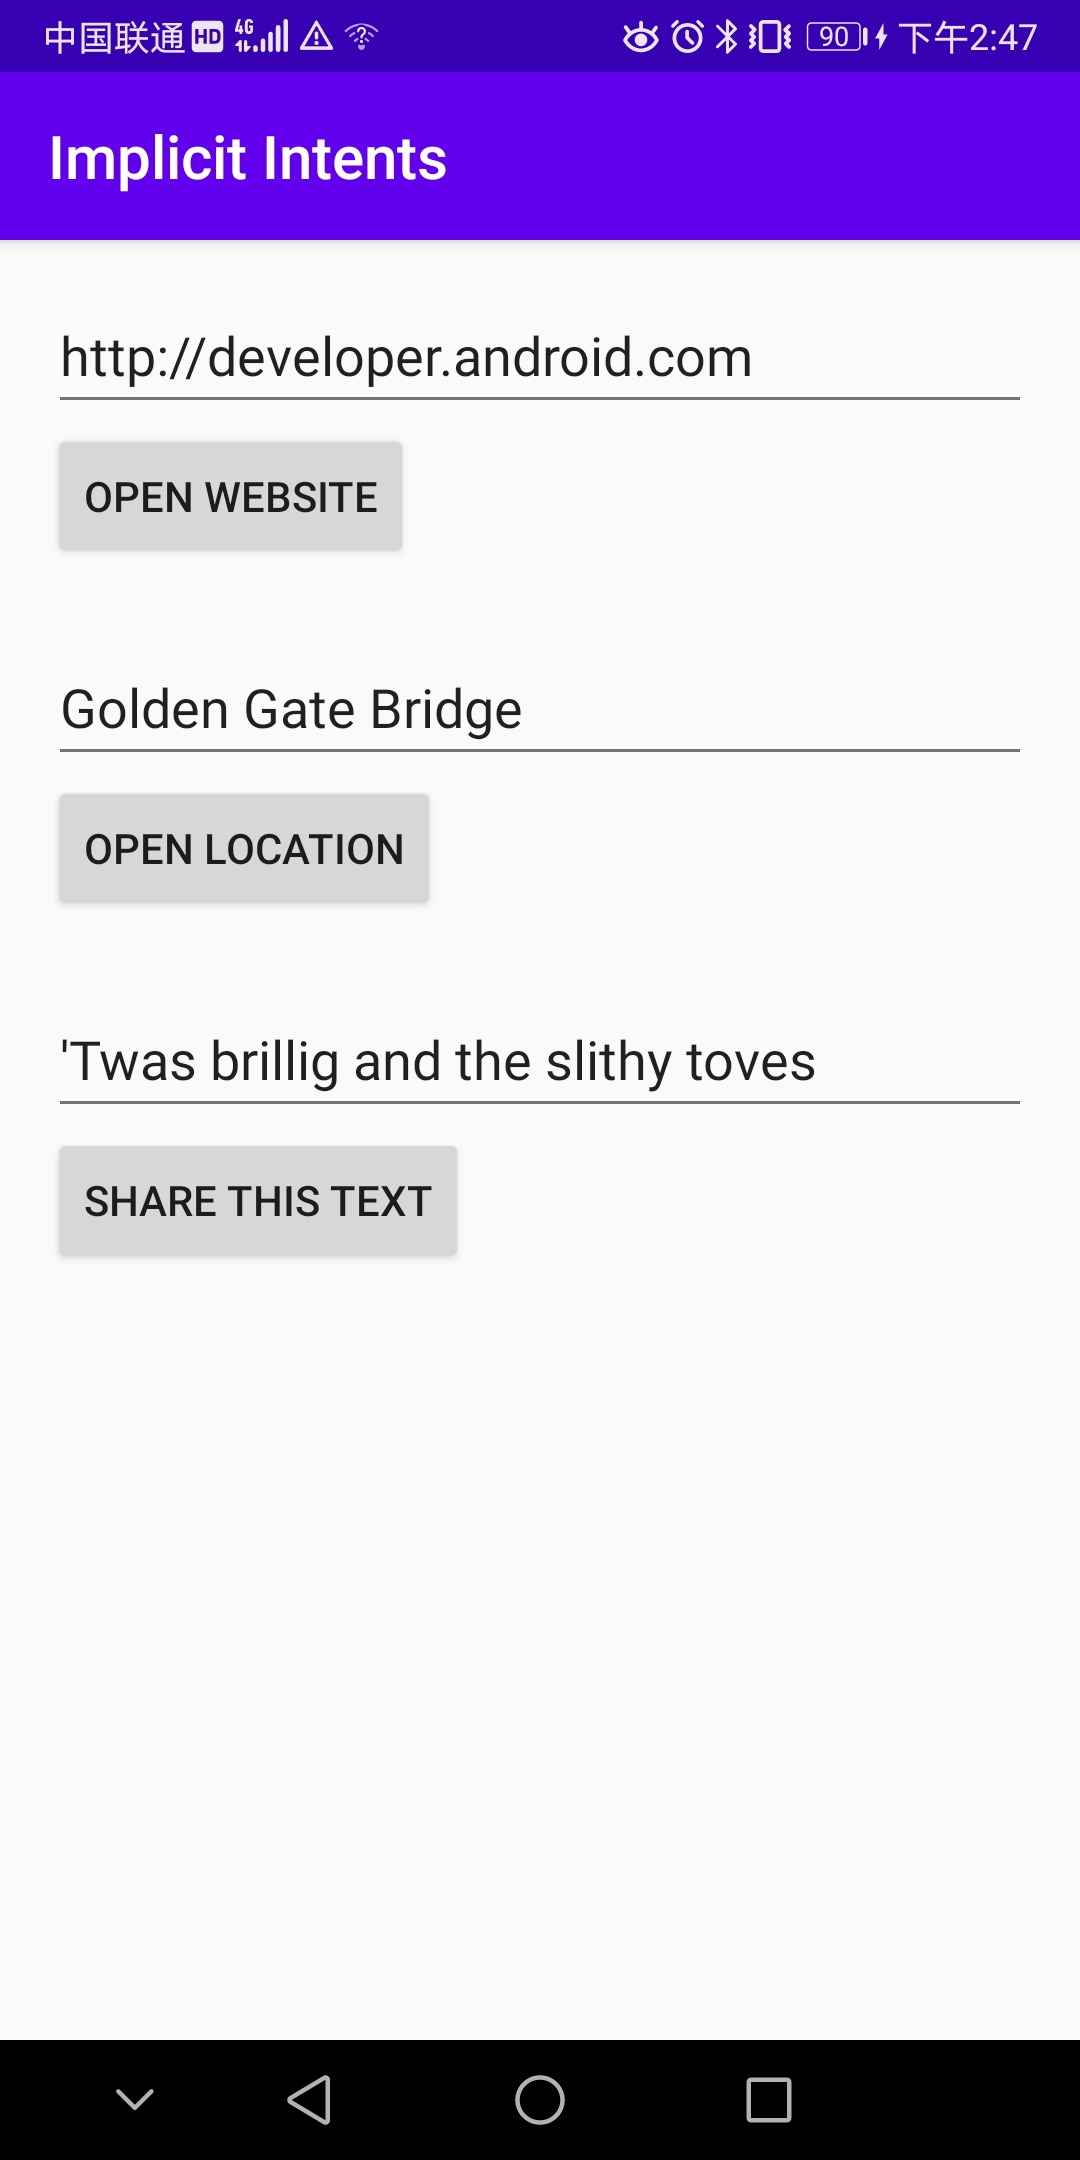 中国联通 HD 4G 90 下午2:47
Implicit Intents
http://developer.android.com
OPEN WEBSITE
Golden Gate Bridge
OPEN LOCATION
'Twas brillig and the slithy toves
SHARE THIS TEXT